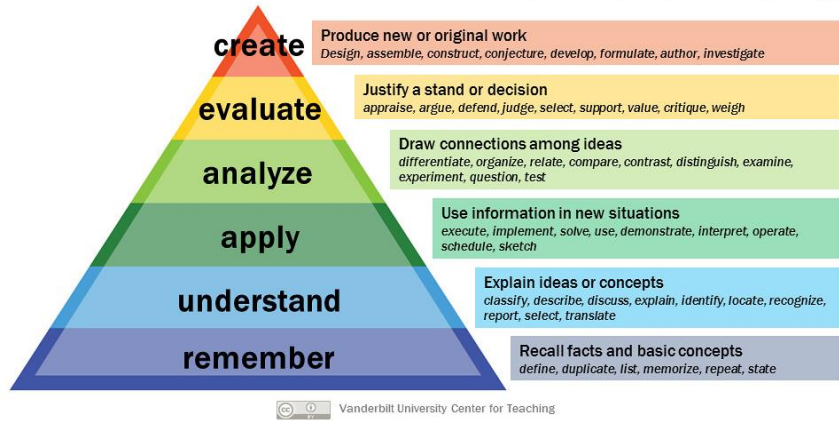 create
Produce new or original work
Design, assemble, construct, conjecture, develop, formulate, author, investigate
evaluate
Justify a stand or decision
appraise, argue, defend, judge, select, support, value, critique, weigh
analyze
Draw connections among ideas
differentiate, organize, relate, compare, contrast, distinguish, examine,
experiment, question, test
apply
Use information in new situations
execute, implement, solve, use, demonstrate, interpret, operate,
schedule, sketch
understand
Explain ideas or concepts
classify, describe, discuss, explain, identify, locate, recognize,
report, select, translate
remember
Recall facts and basic concepts
define, duplicate, list, memorize, repeat, state
cc
BY
Vanderbilt University Center for Teaching